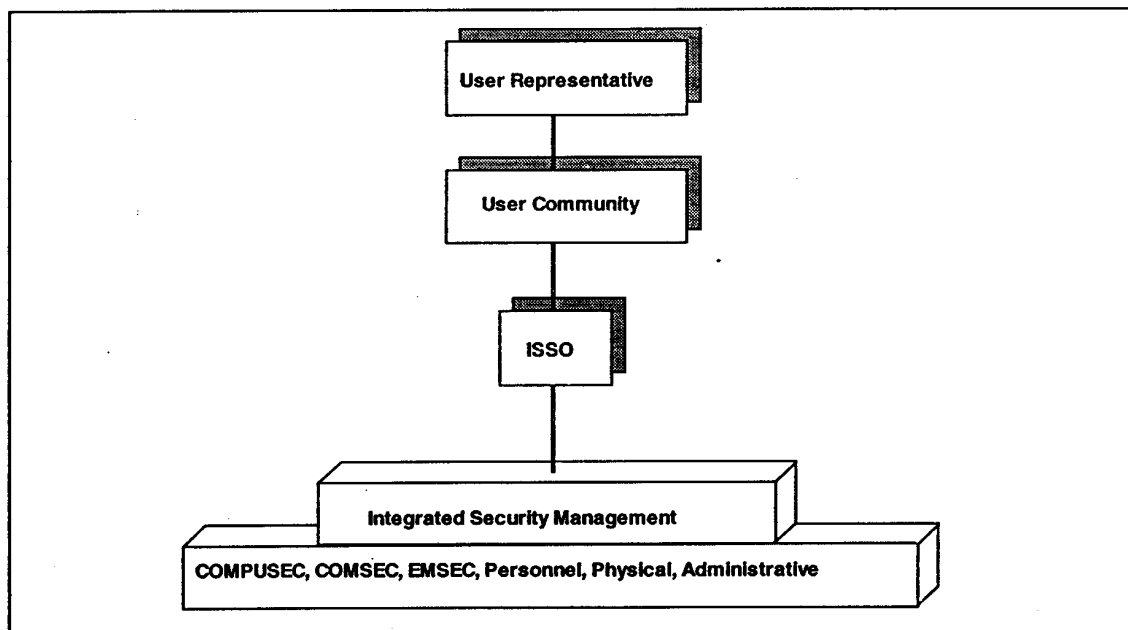 User Representative
User Community
ISSO
Integrated Security Management
COMPUSEC, COMSEC, EMSEC, Personnel, Physical, Administrative